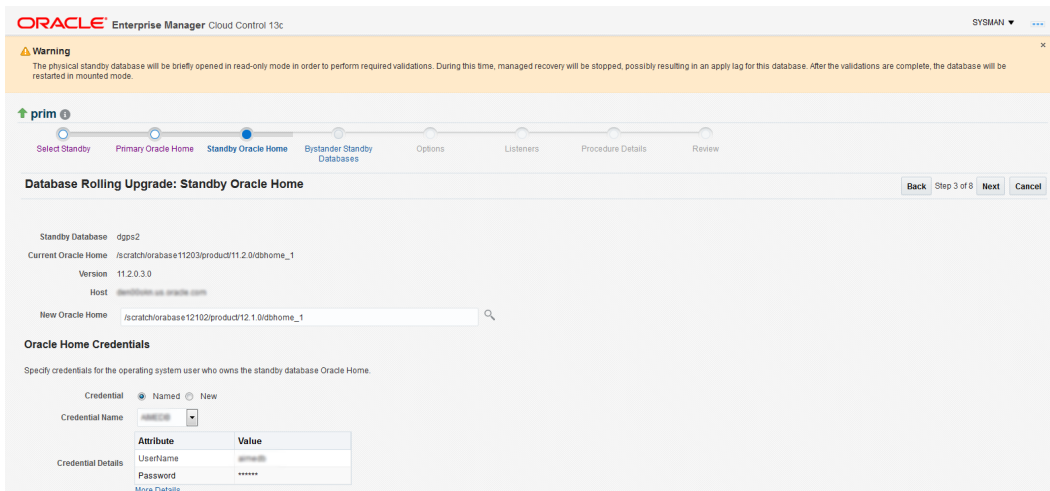 ORACLE Enterprise Manager Cloud Control 13c
SYSMAN
Warning
The physical standby database will be briefly opened in read-only mode in order to perform required validations. During this time, managed recovery will be stopped, possibly resulting in an apply lag for this database. After the validations are complete, the database will be
restarted in mounted mode.
prim
Select Standby Primary Oracle Home Standby Oracle Home Bystander Standby Databases Options Listeners Procedure Details Review
Database Rolling Upgrade: Standby Oracle Home
Back Step 3 of 8 Next Cancel
Standby Database dgps2
Current Oracle Home /scratch/orabase11203/product/11.2.0/dbhome_1
Version 11.2.0.3.0
Host
New Oracle Home /scratch/orabase12102/product/12.1.0/dbhome_1
Oracle Home Credentials
Specify credentials for the operating system user who owns the standby database Oracle Home.
Credential Named New
Credential Name
Attribute Value
UserName
Credential Details
Password ******
More Details